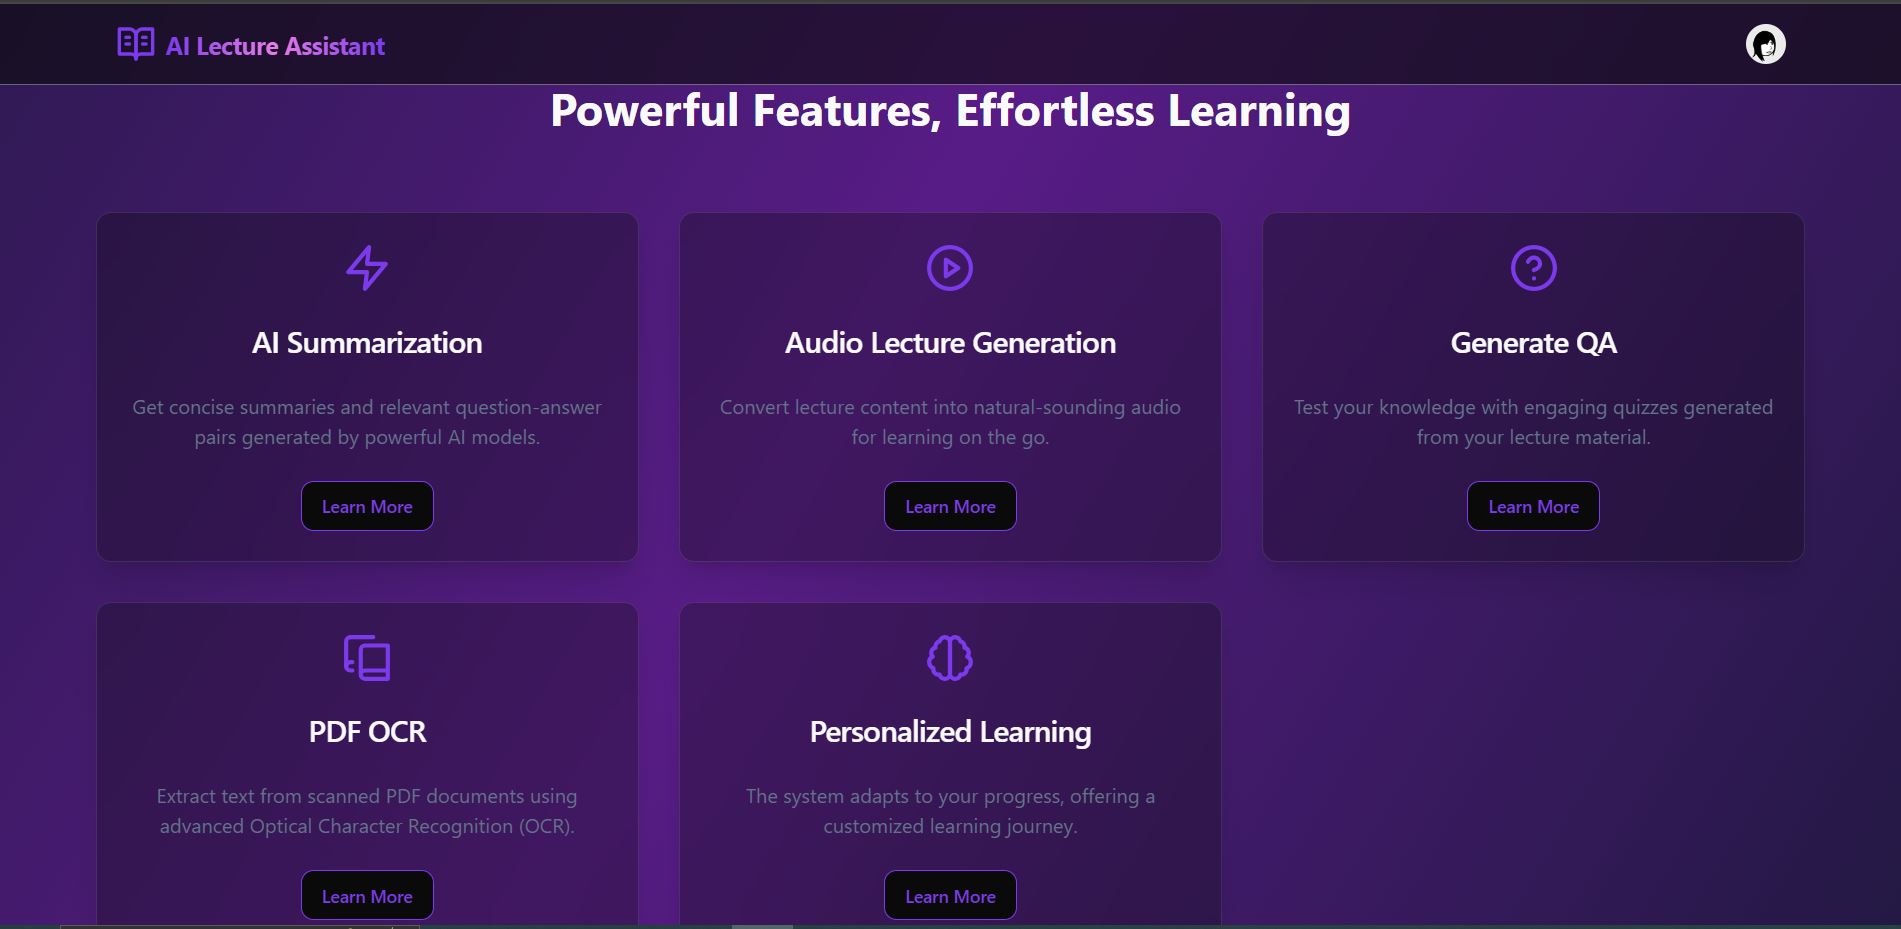 AI Lecture Assistant
Powerful Features, Effortless Learning
AI Summarization
Get concise summaries and relevant question-answer
pairs generated by powerful AI models.
Learn More
Audio Lecture Generation
Convert lecture content into natural-sounding audio
for learning on the go.
Learn More
Generate QA
Test your knowledge with engaging quizzes generated
from your lecture material.
Learn More
PDF OCR
Extract text from scanned PDF documents using
advanced Optical Character Recognition (OCR).
Learn More
Personalized Learning
The system adapts to your progress, offering a
customized learning journey.
Learn More